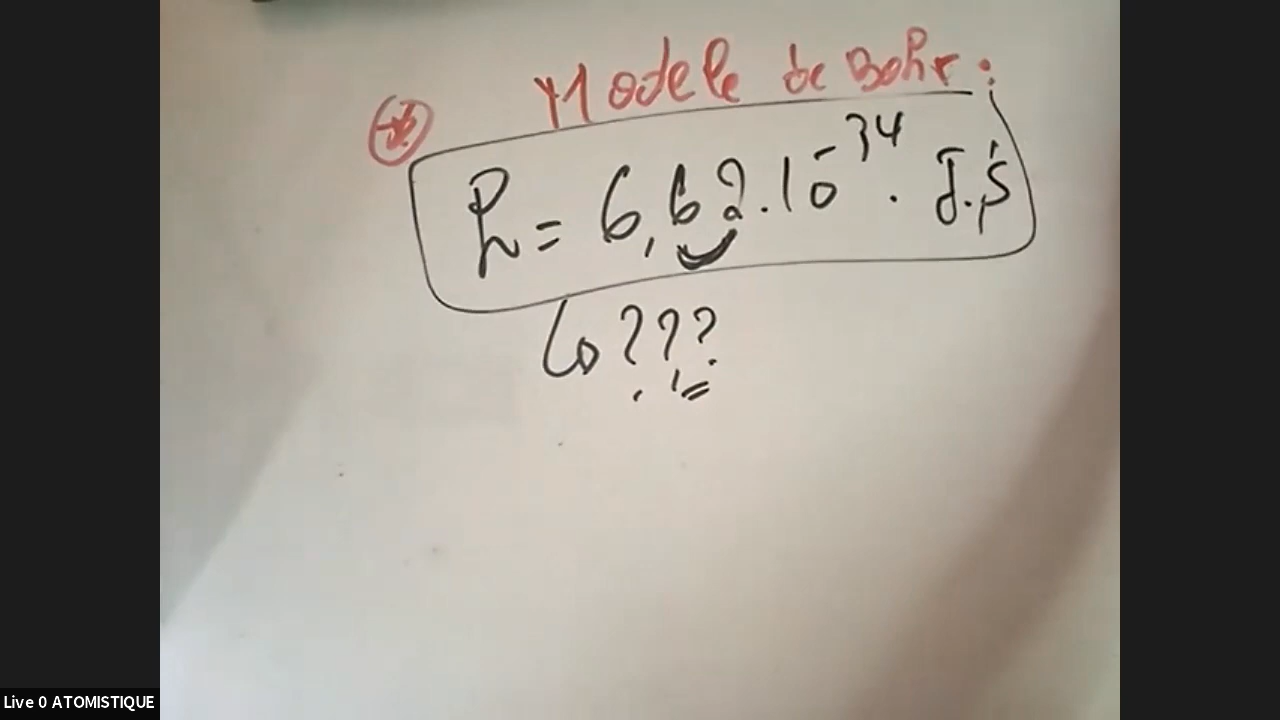 Modele de Bohr :
h = 6,62.10^-34 . J.s
↳ ???
Live 0 ATOMISTIQUE